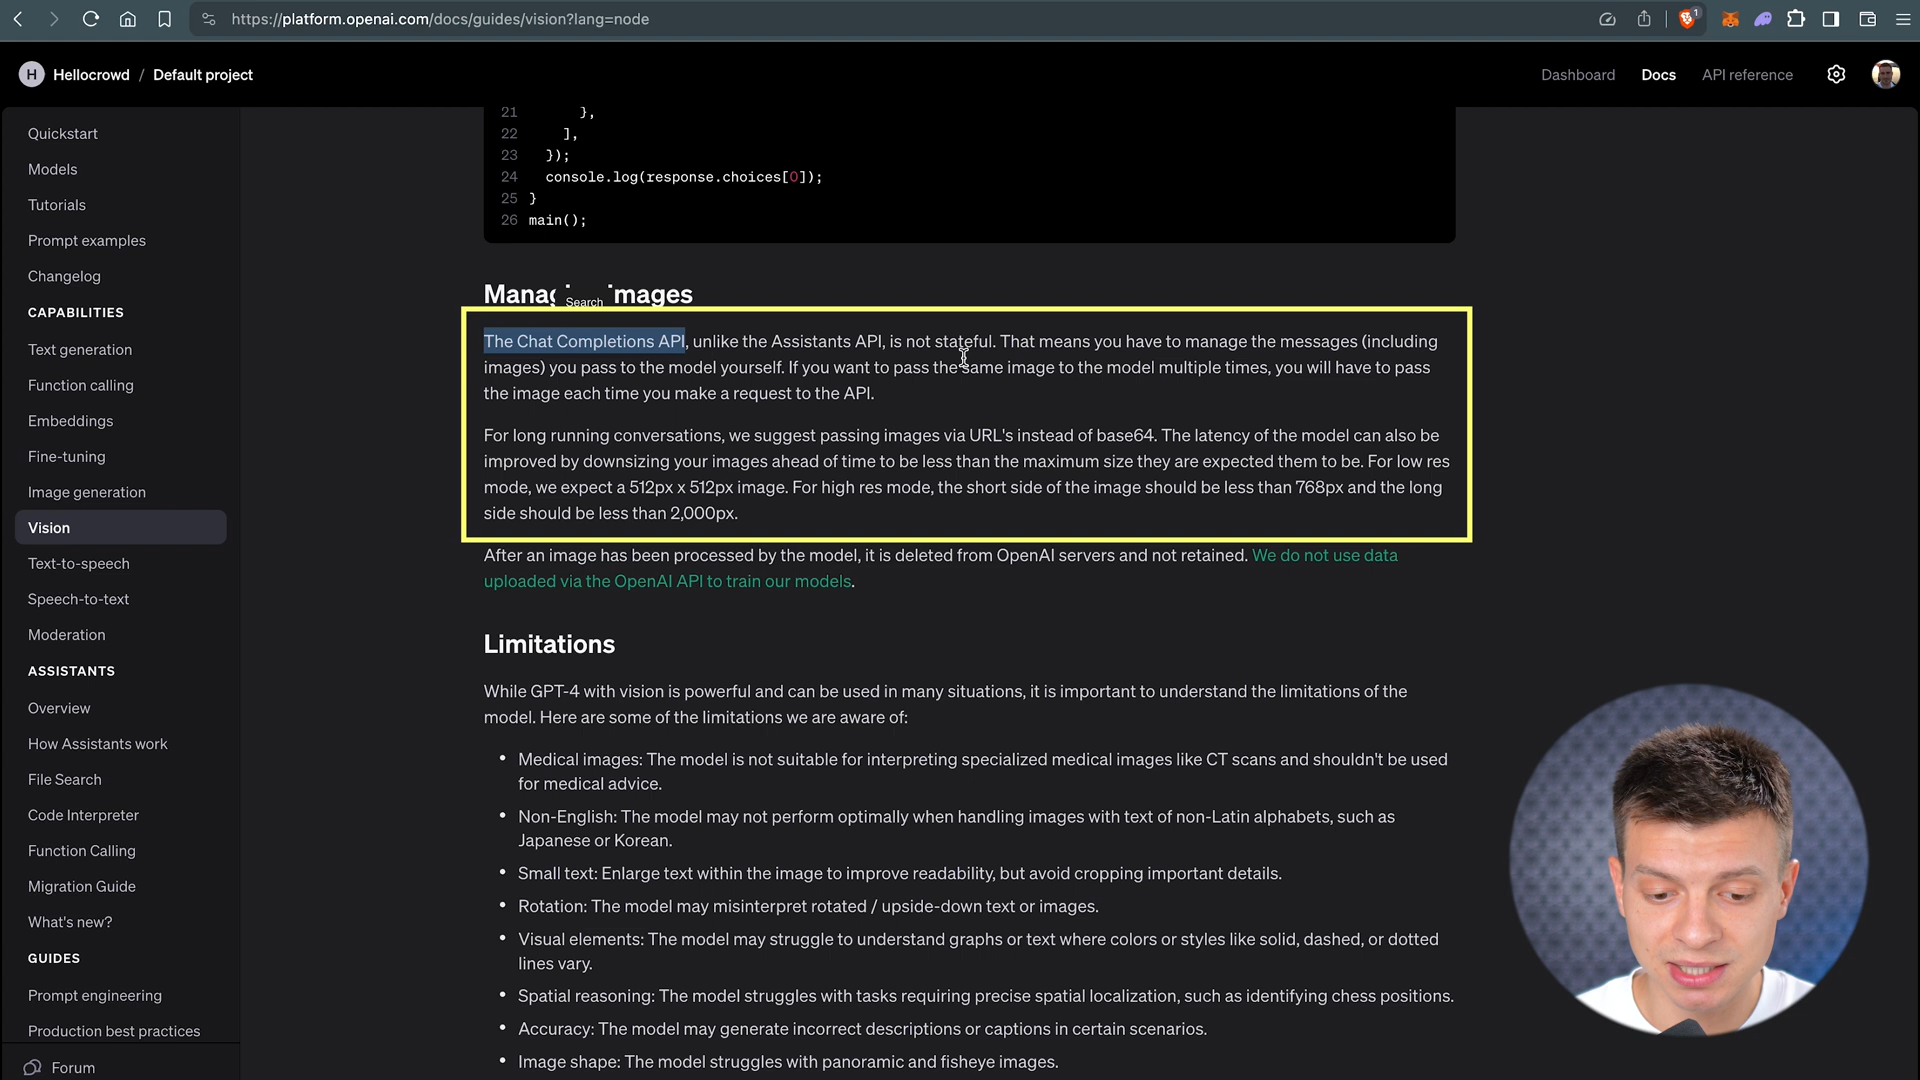 https://platform.openai.com/docs/guides/vision?lang=node
1
H Hellocrowd / Default project
Dashboard
Docs
API reference
Quickstart
Models
Tutorials
Prompt examples
Changelog
CAPABILITIES
Text generation
Function calling
Embeddings
Fine-tuning
Image generation
Vision
Text-to-speech
Speech-to-text
Moderation
ASSISTANTS
Overview
How Assistants work
File Search
Code Interpreter
Function Calling
Migration Guide
What's new?
GUIDES
Prompt engineering
Production best practices
Forum
21 },
22 ],
23 });
24 console.log(response.choices[0]);
25 }
26 main();
Search
The Chat Completions API, unlike the Assistants API, is not stateful. That means you have to manage the messages (including
images) you pass to the model yourself. If you want to pass the same image to the model multiple times, you will have to pass
the image each time you make a request to the API.
For long running conversations, we suggest passing images via URL's instead of base64. The latency of the model can also be
improved by downsizing your images ahead of time to be less than the maximum size they are expected them to be. For low res
mode, we expect a 512px x 512px image. For high res mode, the short side of the image should be less than 768px and the long
side should be less than 2,000px.
After an image has been processed by the model, it is deleted from OpenAI servers and not retained. We do not use data
uploaded via the OpenAI API to train our models.
Limitations
While GPT-4 with vision is powerful and can be used in many situations, it is important to understand the limitations of the
model. Here are some of the limitations we are aware of:
• Medical images: The model is not suitable for interpreting specialized medical images like CT scans and shouldn't be used
for medical advice.
• Non-English: The model may not perform optimally when handling images with text of non-Latin alphabets, such as
Japanese or Korean.
• Small text: Enlarge text within the image to improve readability, but avoid cropping important details.
• Rotation: The model may misinterpret rotated / upside-down text or images.
• Visual elements: The model may struggle to understand graphs or text where colors or styles like solid, dashed, or dotted
lines vary.
• Spatial reasoning: The model struggles with tasks requiring precise spatial localization, such as identifying chess positions.
• Accuracy: The model may generate incorrect descriptions or captions in certain scenarios.
• Image shape: The model struggles with panoramic and fisheye images.